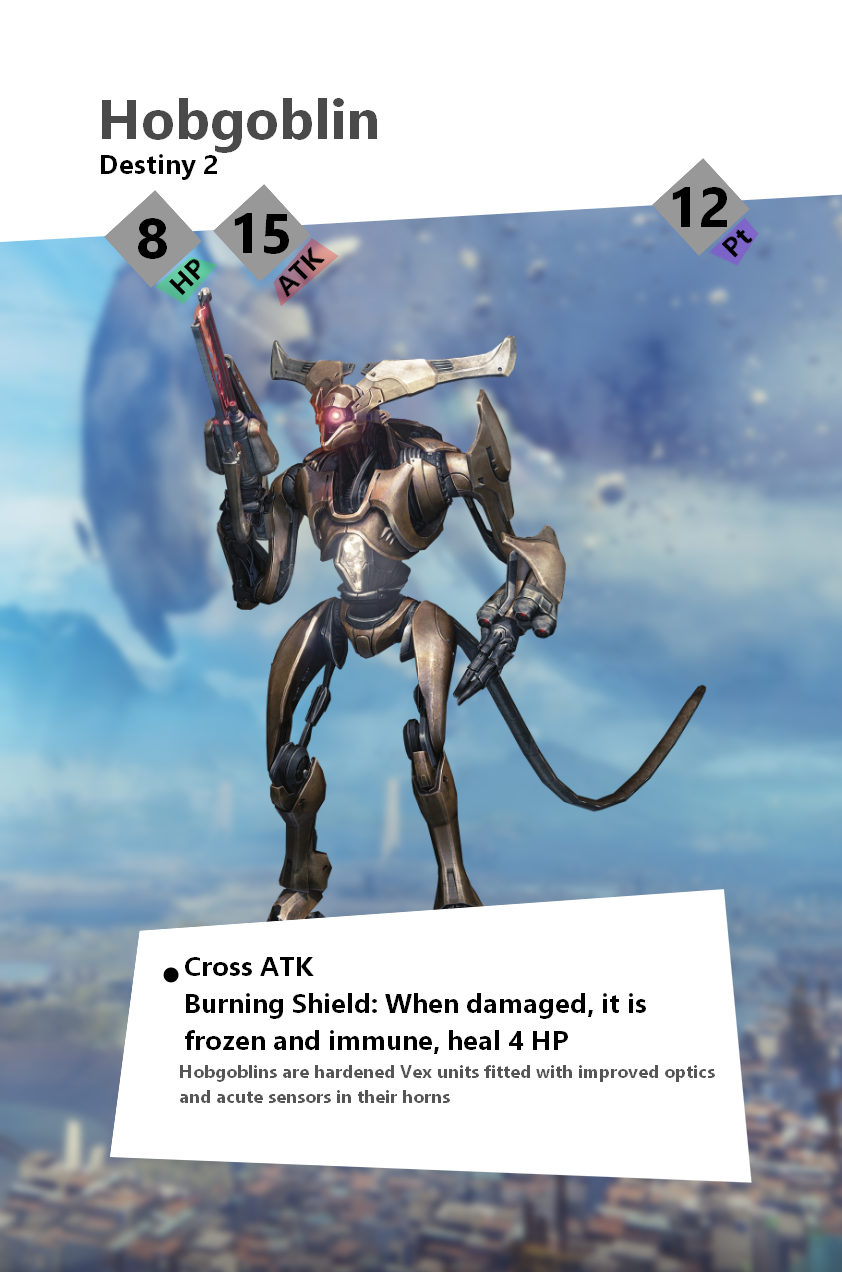 Hobgoblin
Destiny 2
8
HP
15
ATK
12
Pt
Cross ATK
Burning Shield: When damaged, it is
frozen and immune, heal 4 HP
Hobgoblins are hardened Vex units fitted with improved optics
and acute sensors in their horns